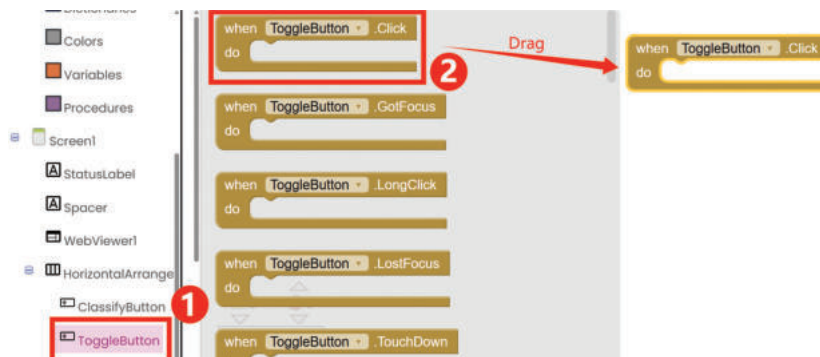 Colors
Variables
Procedures
Screen1
StatusLabel
Spacer
WebViewer1
HorizontalArrange
ClassifyButton
ToggleButton
1
when ToggleButton .Click
do
2
Drag
when ToggleButton .GotFocus
do
when ToggleButton .LongClick
do
when ToggleButton .LostFocus
do
when ToggleButton .TouchDown
when ToggleButton .Click
do